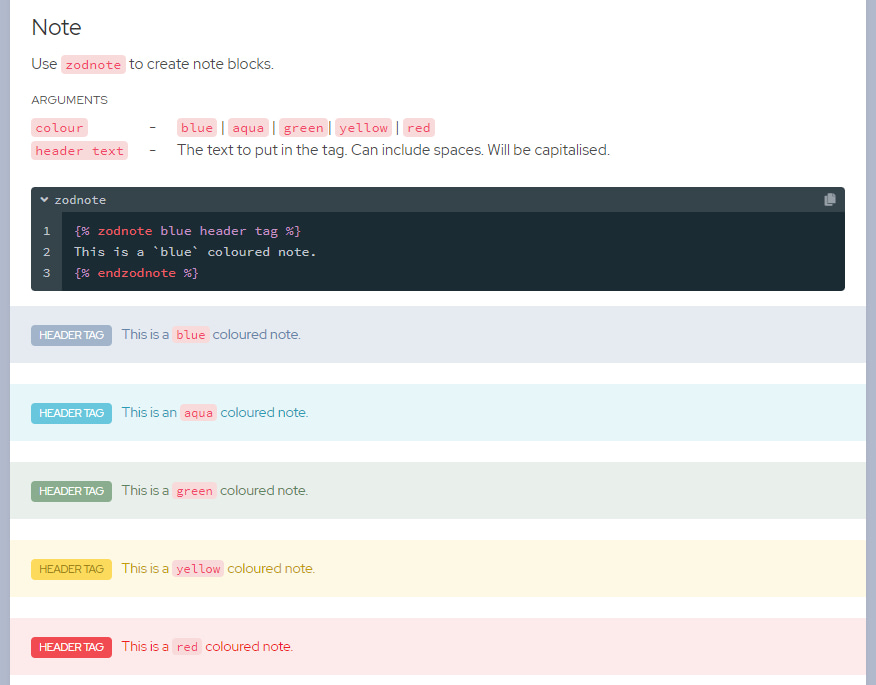 Note
Use zodnote to create note blocks.
ARGUMENTS
colour - blue | aqua | green | yellow | red
header text - The text to put in the tag. Can include spaces. Will be capitalised.
zodnote
1 {% zodnote blue header tag %}
2 This is a `blue` coloured note.
3 {% endzodnote %}
HEADER TAG This is a blue coloured note.
HEADER TAG This is an aqua coloured note.
HEADER TAG This is a green coloured note.
HEADER TAG This is a yellow coloured note.
HEADER TAG This is a red coloured note.